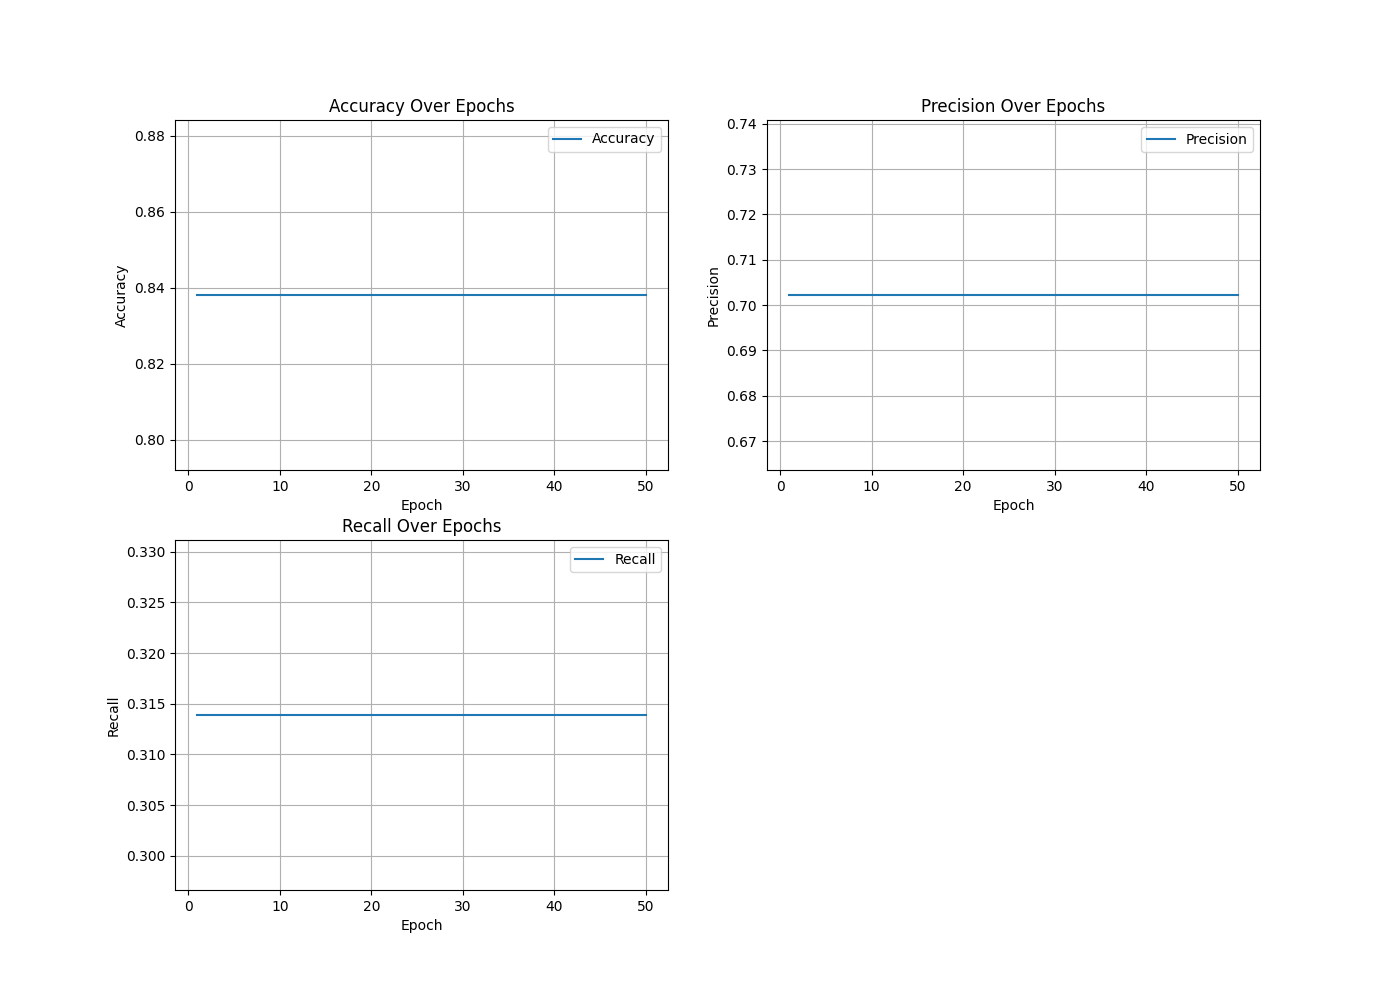 Accuracy Over Epochs
Accuracy
0.88
0.86
0.84
0.82
0.80
Accuracy
0 10 20 30 40 50
Epoch
Precision Over Epochs
Precision
0.74
0.73
0.72
0.71
0.70
0.69
0.68
0.67
Precision
0 10 20 30 40 50
Epoch
Recall Over Epochs
Recall
0.330
0.325
0.320
0.315
0.310
0.305
0.300
Recall
0 10 20 30 40 50
Epoch